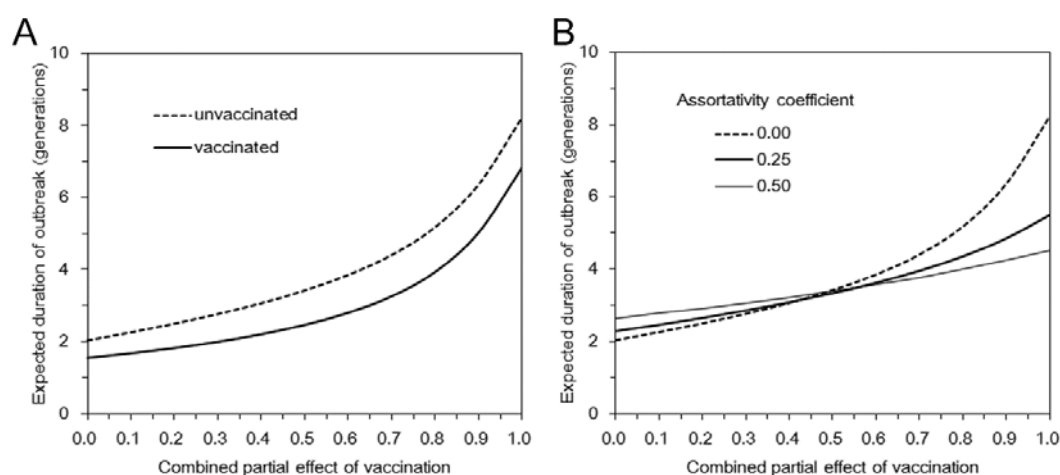 A
Expected duration of outbreak (generations)
10
8
6
4
2
0
unvaccinated
vaccinated
0.0 0.1 0.2 0.3 0.4 0.5 0.6 0.7 0.8 0.9 1.0
Combined partial effect of vaccination
B
Expected duration of outbreak (generations)
10
8
6
4
2
0
Assortativity coefficient
0.00
0.25
0.50
0.0 0.1 0.2 0.3 0.4 0.5 0.6 0.7 0.8 0.9 1.0
Combined partial effect of vaccination